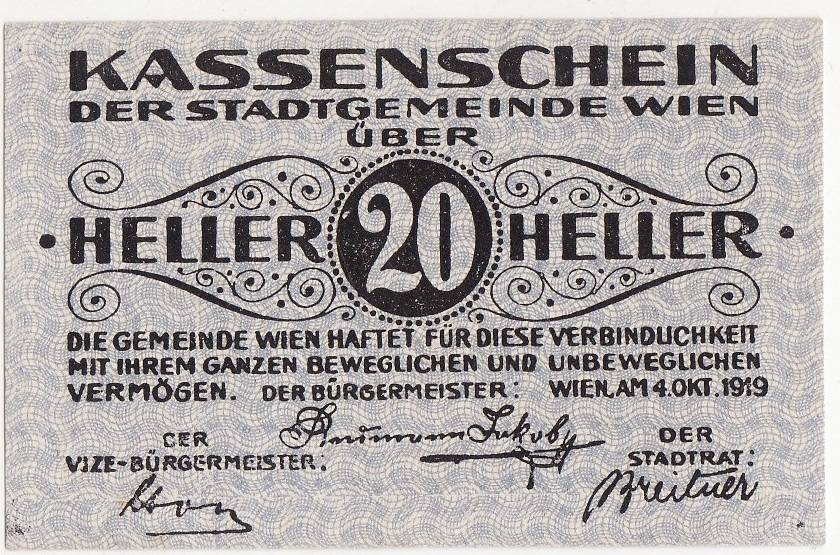 KASSENSCHEIN
DER STADTGEMEINDE WIEN
ÜBER
• HELLER 20 HELLER •
DIE GEMEINDE WIEN HAFTET FÜR DIESE VERBINDLICHKEIT
MIT IHREM GANZEN BEWEGLICHEN UND UNBEWEGLICHEN
VERMÖGEN. DER BÜRGERMEISTER: WIEN, AM 4. OKT. 1919
DER
VIZE-BÜRGERMEISTER:
DER
STADTRAT:
Breitner